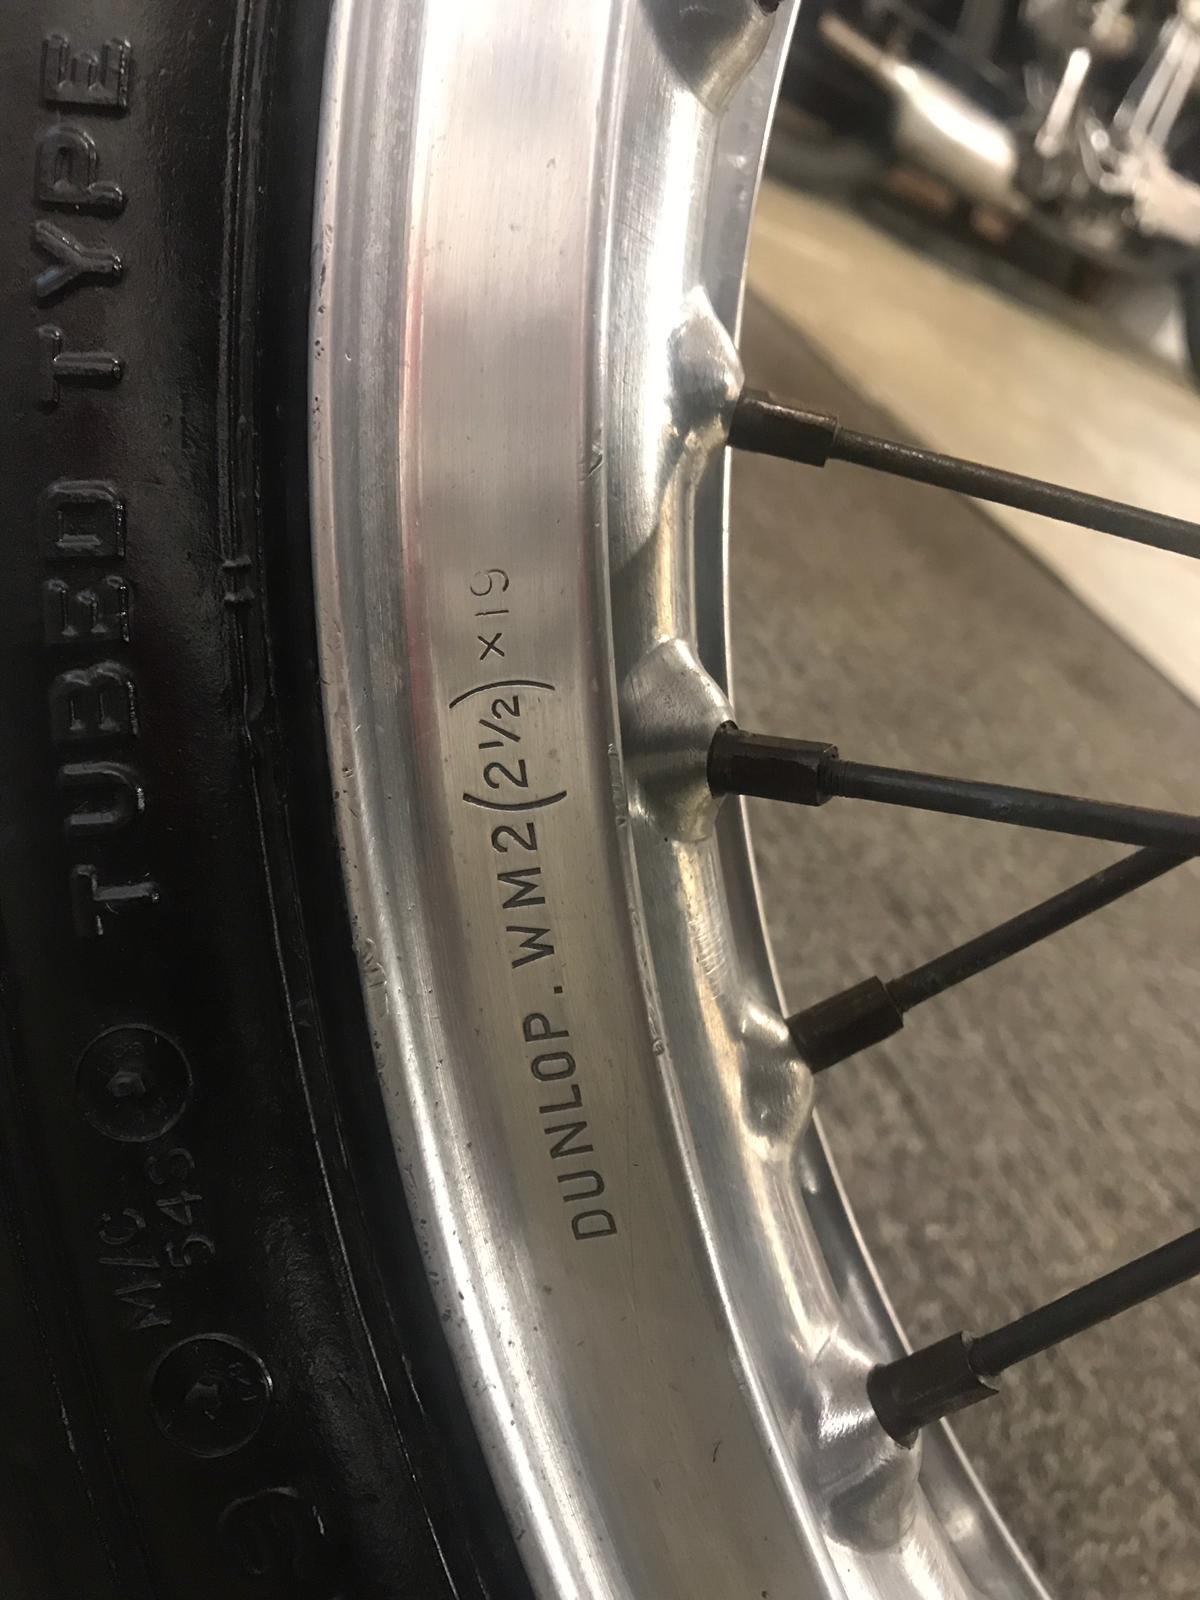 DUNLOP. WM2(2½)×19
TUBED TYPE
M/C
54S